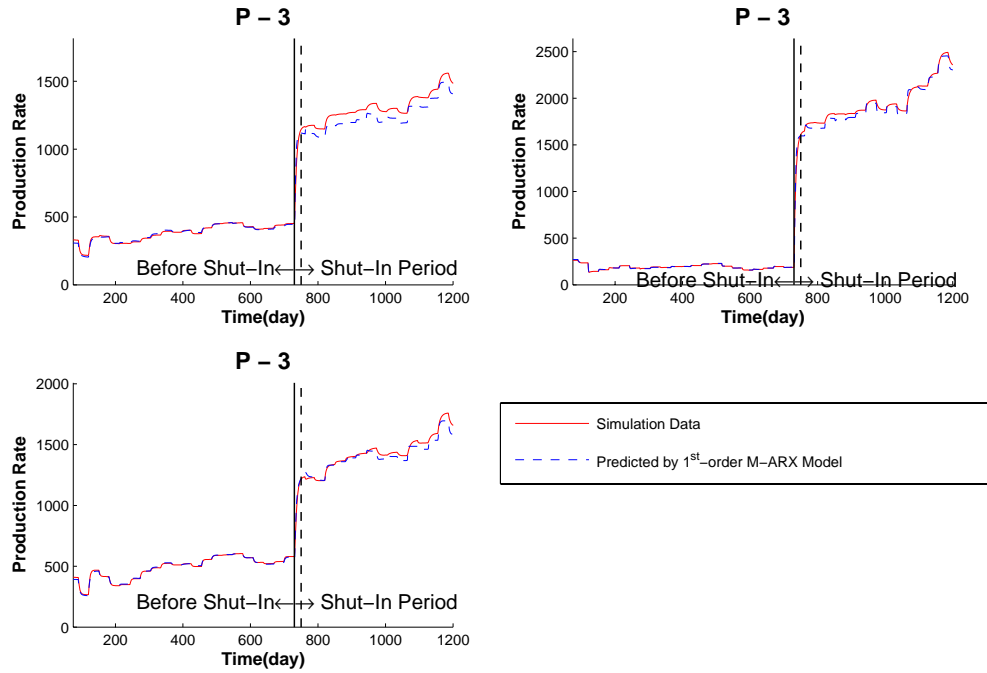 P − 3
Production Rate
1500
1000
500
0
Before Shut−In
Shut−In Period
200 400 600 800 1000 1200
Time(day)
P − 3
Production Rate
2500
2000
1500
1000
500
0
Before Shut−In
Shut−In Period
200 400 600 800 1000 1200
Time(day)
P − 3
Production Rate
2000
1500
1000
500
0
Before Shut−In
Shut−In Period
200 400 600 800 1000 1200
Time(day)
Simulation Data
Predicted by 1st−order M−ARX Model